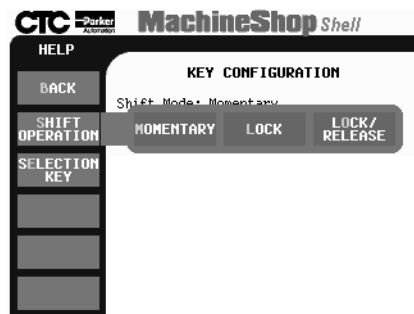 CTC Parker Automation MachineShop Shell
HELP
BACK
KEY CONFIGURATION
Shift Mode: Momentary
SHIFT OPERATION
MOMENTARY LOCK LOCK/ RELEASE
SELECTION KEY